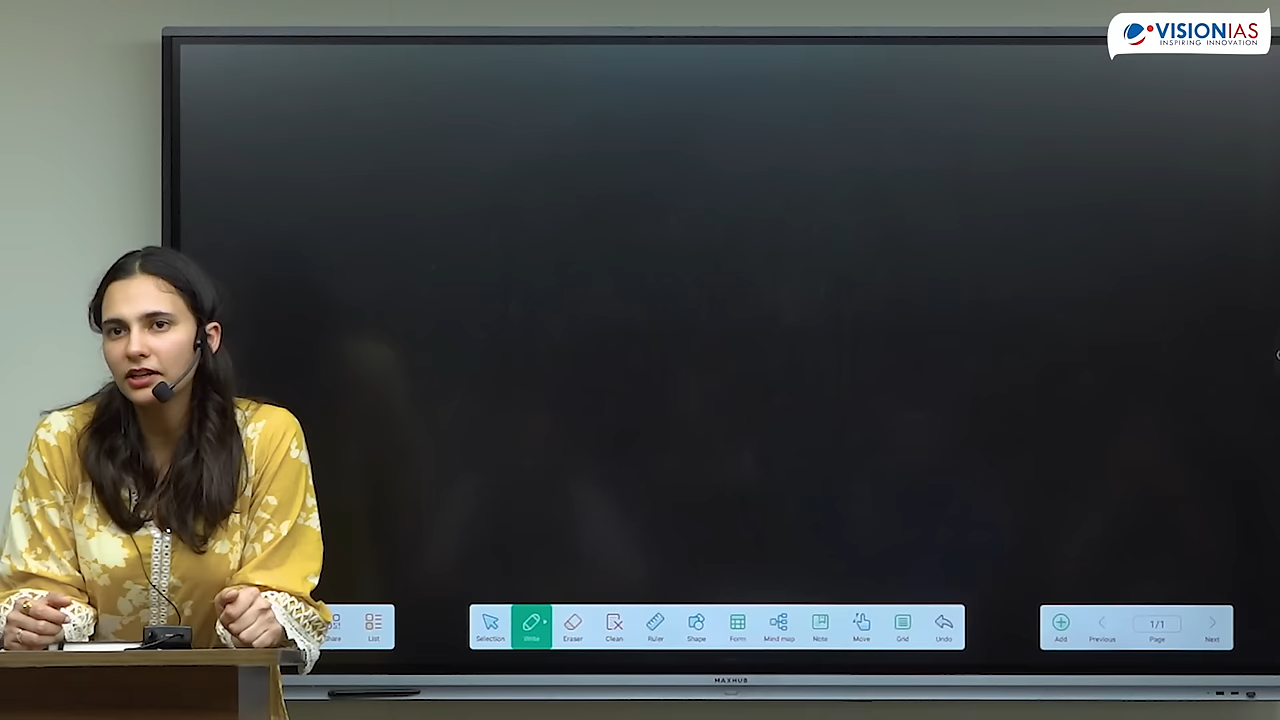 VISIONIAS
INSPIRING INNOVATION
Share
List
Selection
Write
Eraser
Clean
Ruler
Shape
Form
Mind map
Note
Move
Grid
Undo
Add
Previous
1/1
Page
Next
MAXHUB